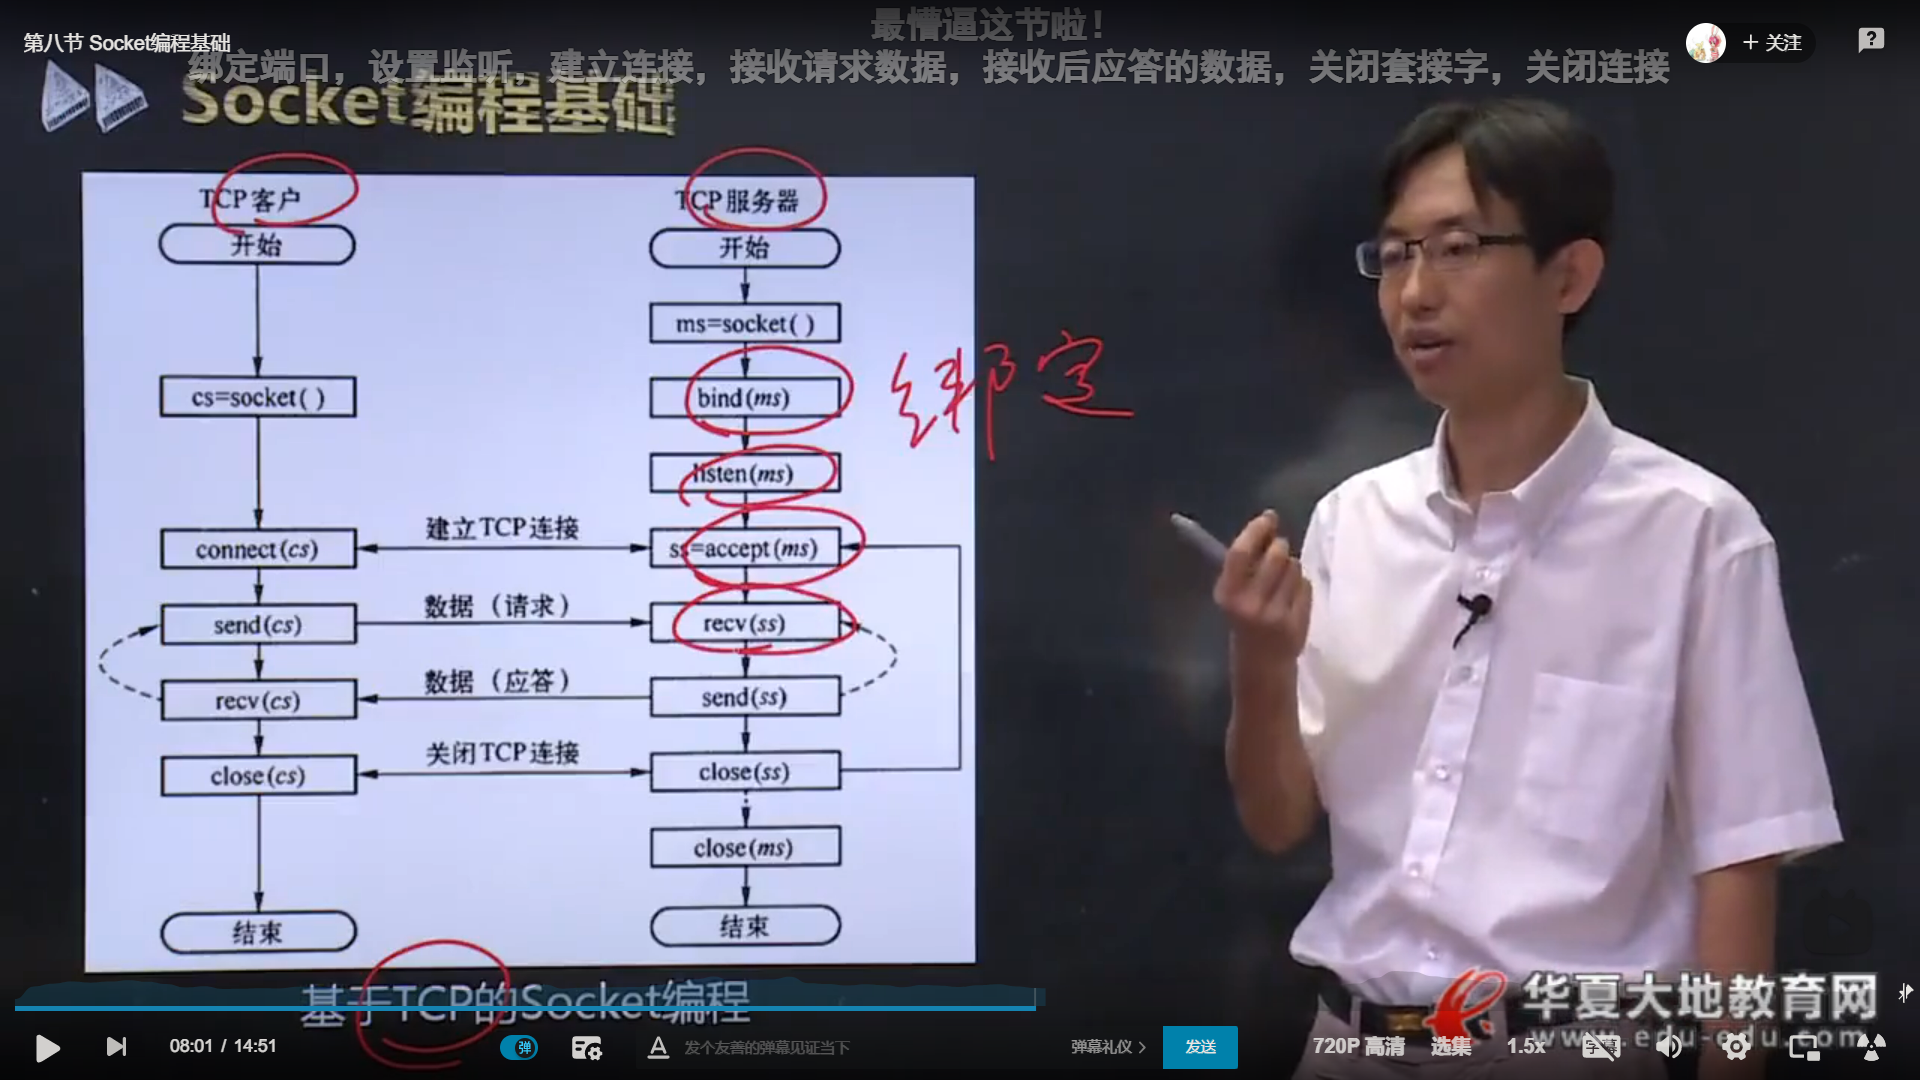 最懵逼这节啦！
第八节 Socket编程基础
+ 关注
绑定端口，设置监听，建立连接，接收请求数据，接收后应答的数据，关闭套接字，关闭连接
Socket编程基础
TCP客户
TCP服务器
开始
开始
ms=socket( )
cs=socket( )
bind(ms)
绑定
listen(ms)
connect(cs)
建立TCP连接
ss=accept(ms)
send(cs)
数据（请求）
recv(ss)
recv(cs)
数据（应答）
send(ss)
close(cs)
关闭TCP连接
close(ss)
close(ms)
结束
结束
基于TCP的Socket编程
华夏大地教育网
www.edu-edu.com
08:01 / 14:51
弹
发个友善的弹幕见证当下
弹幕礼仪
发送
720P 高清
选集
1.5x
字幕